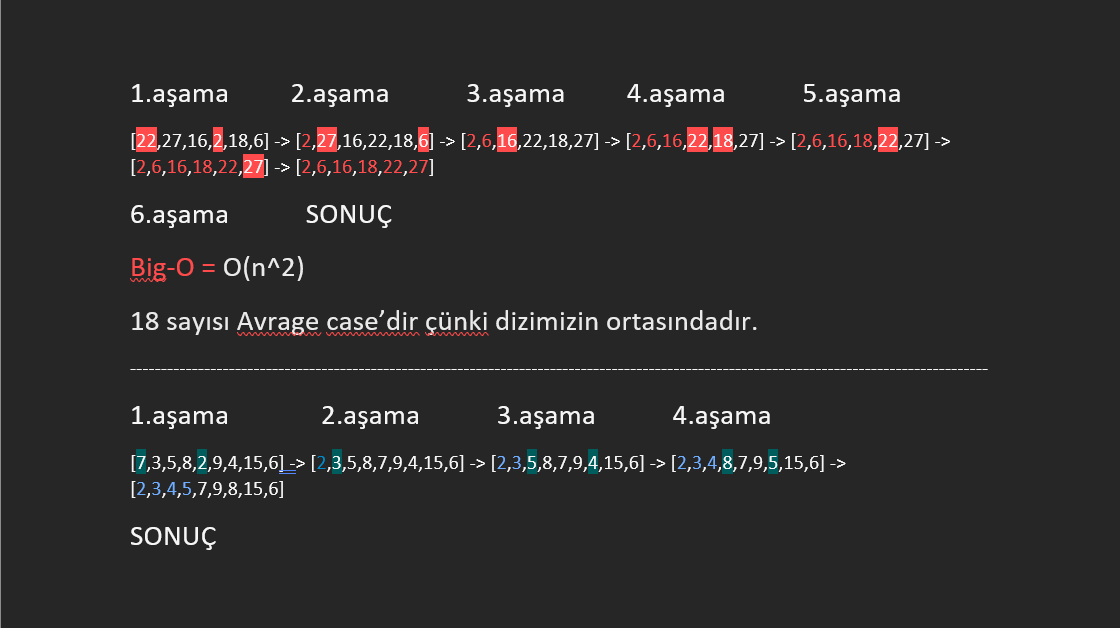 1.aşama 2.aşama 3.aşama 4.aşama 5.aşama
[22,27,16,2,18,6] -> [2,27,16,22,18,6] -> [2,6,16,22,18,27] -> [2,6,16,22,18,27] -> [2,6,16,18,22,27] ->
[2,6,16,18,22,27] -> [2,6,16,18,22,27]
6.aşama SONUÇ
Big-O = O(n^2)
18 sayısı Avrage case’dir çünki dizimizin ortasındadır.
1.aşama 2.aşama 3.aşama 4.aşama
[7,3,5,8,2,9,4,15,6] -> [2,3,5,8,7,9,4,15,6] -> [2,3,5,8,7,9,4,15,6] -> [2,3,4,8,7,9,5,15,6] ->
[2,3,4,5,7,9,8,15,6]
SONUÇ